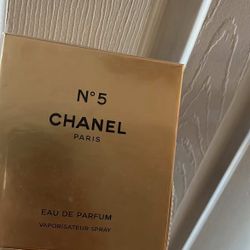 N°5
CHANEL
PARIS
EAU DE PARFUM
VAPORISATEUR SPRAY